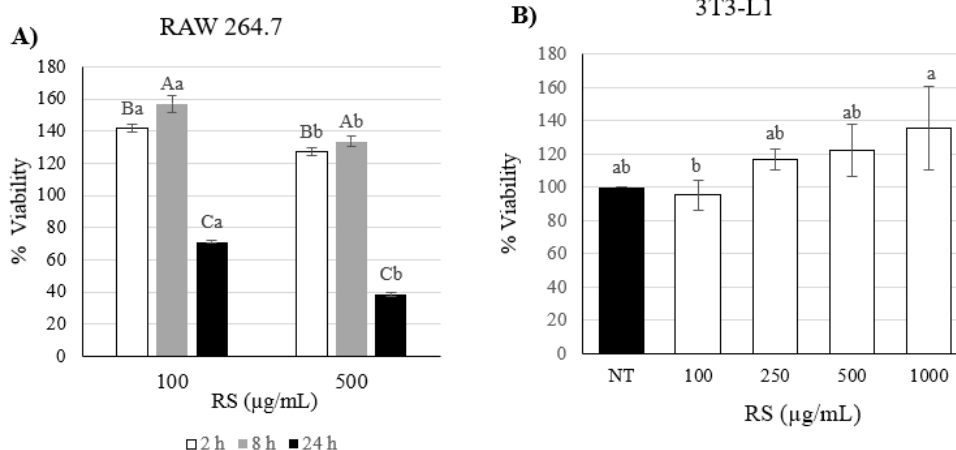 A)
RAW 264.7
% Viability
180
160
140
120
100
80
60
40
20
0
Ba
Aa
Ca
Bb
Ab
Cb
100
500
RS (µg/mL)
2 h
8 h
24 h
B)
3T3-L1
% Viability
180
160
140
120
100
80
60
40
20
0
ab
b
ab
ab
a
NT
100
250
500
1000
RS (µg/mL)